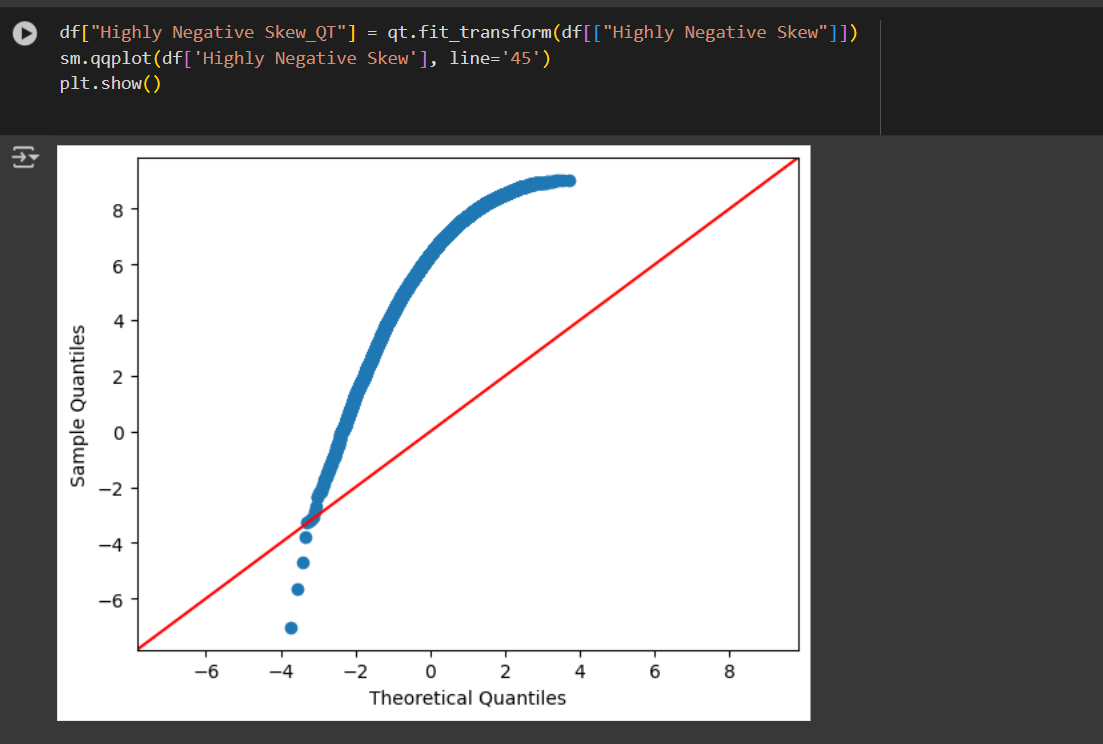 df["Highly Negative Skew_QT"] = qt.fit_transform(df[["Highly Negative Skew"]])
sm.qqplot(df['Highly Negative Skew'], line='45')
plt.show()
8
6
4
2
0
−2
−4
−6
Sample Quantiles
−6 −4 −2 0 2 4 6 8
Theoretical Quantiles